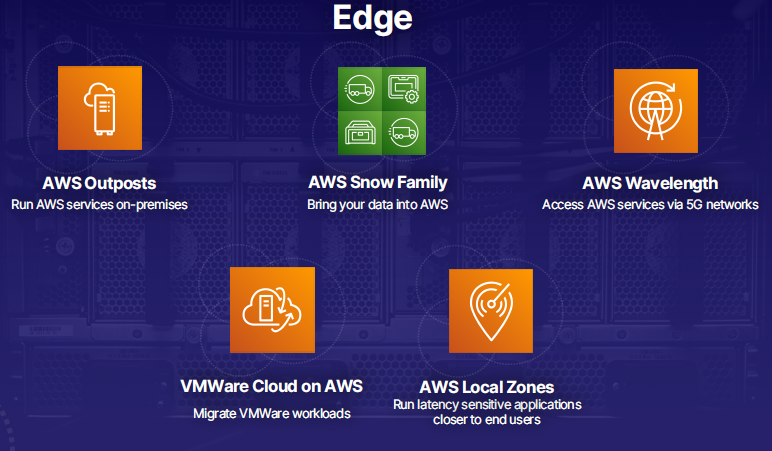 Edge
AWS Outposts
Run AWS services on-premises
AWS Snow Family
Bring your data into AWS
AWS Wavelength
Access AWS services via 5G networks
VMWare Cloud on AWS
Migrate VMWare workloads
AWS Local Zones
Run latency sensitive applications
closer to end users